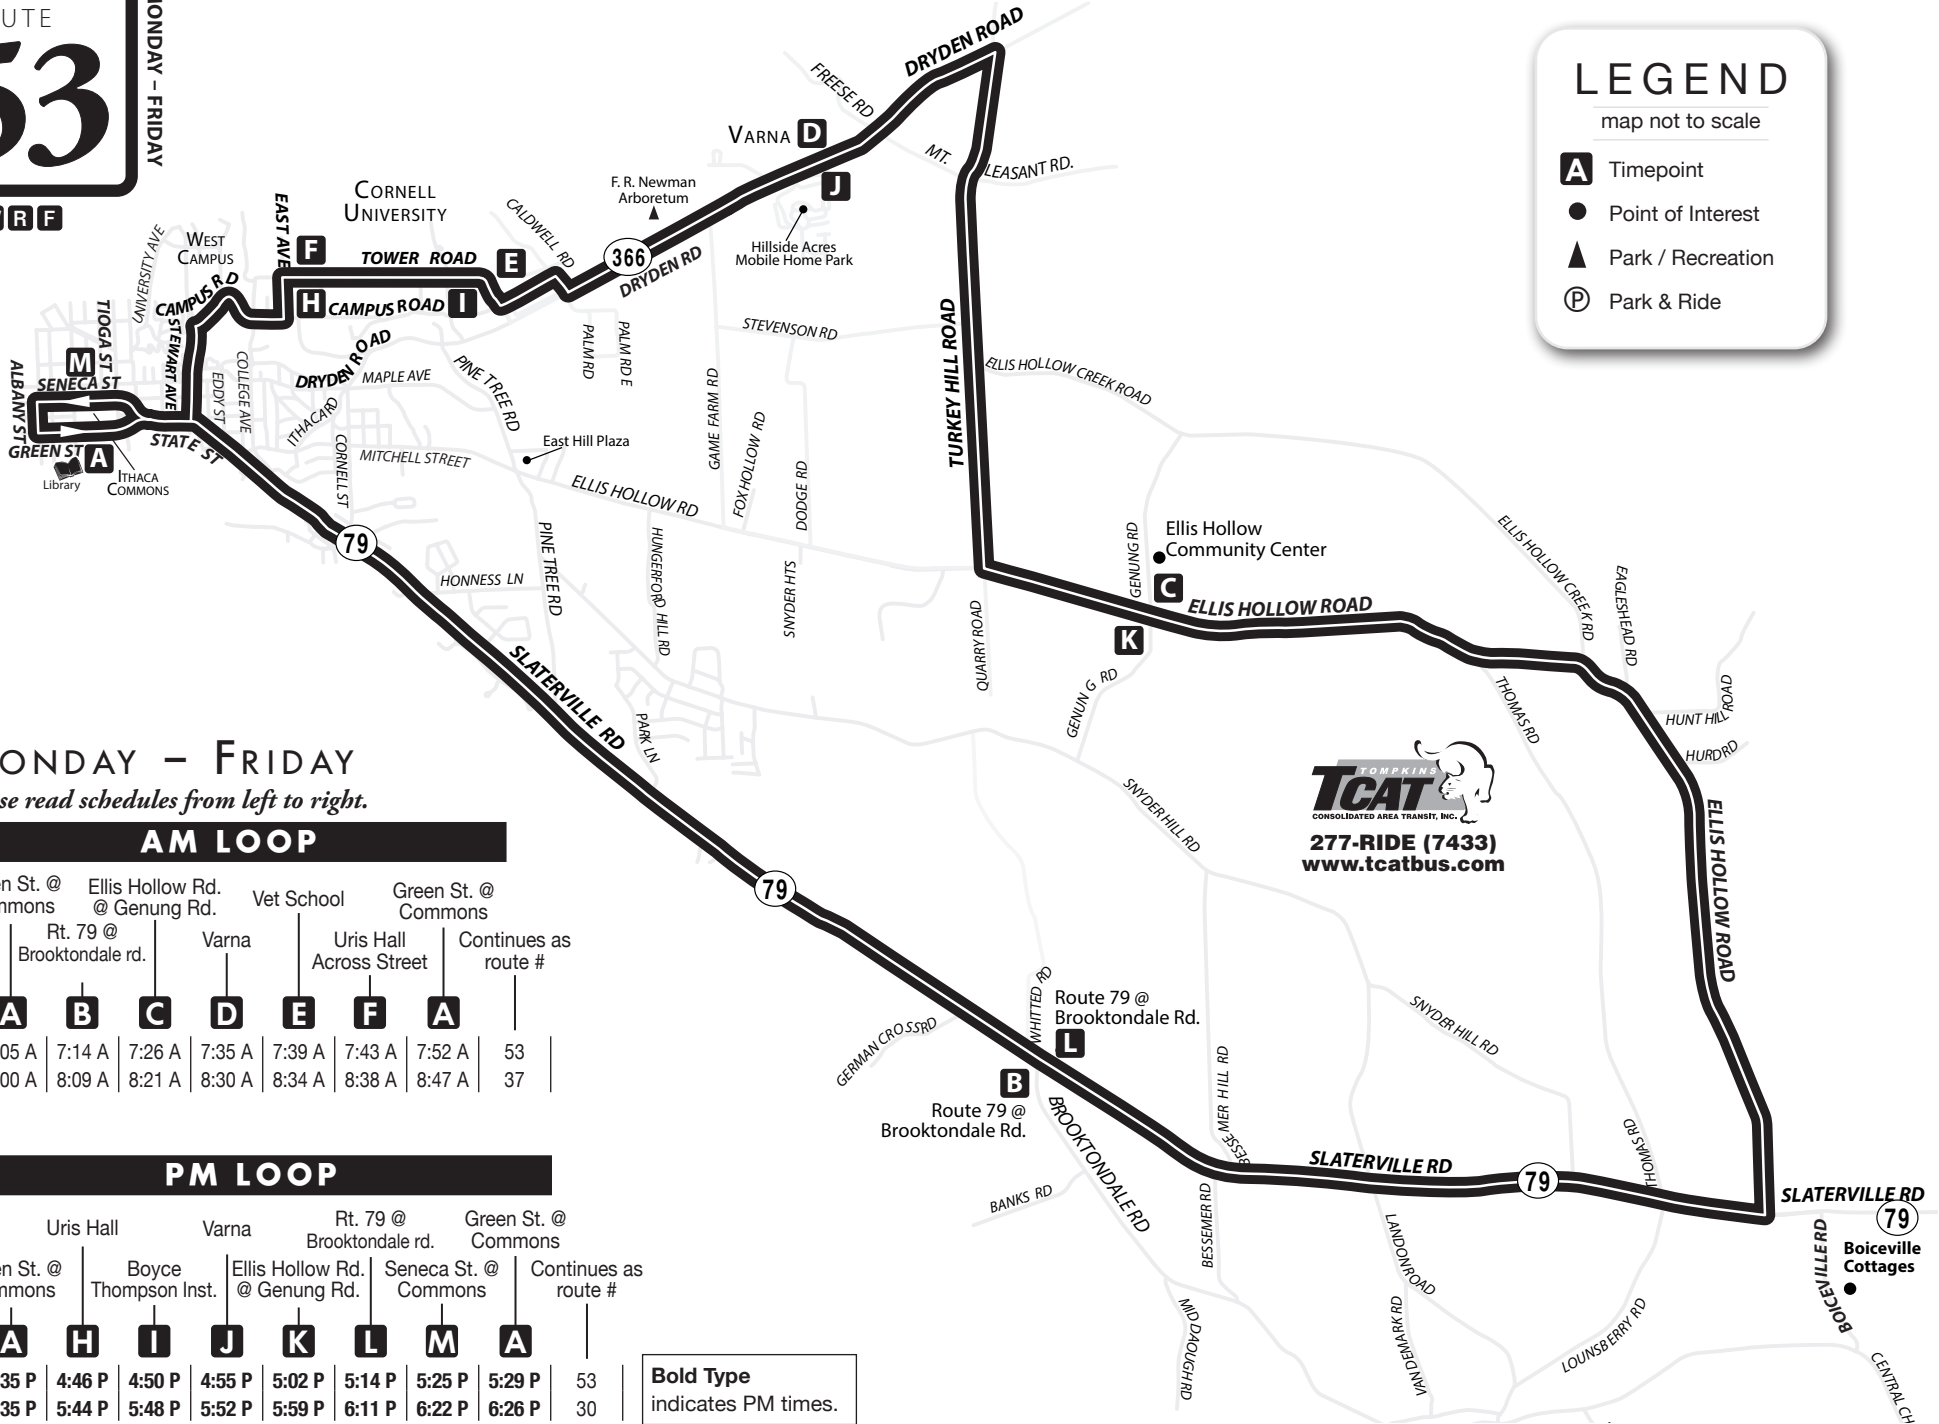 53
MONDAY – FRIDAY
R F
LEGEND
map not to scale
A Timepoint
Point of Interest
Park / Recreation
P Park & Ride
DRYDEN ROAD
FREESE RD
VARNA D
J
MT.
LEASANT RD.
F. R. Newman
Arboretum
Hillside Acres
Mobile Home Park
CORNELL
UNIVERSITY
CALDWELL RD
366
DRYDEN RD
EAST AVE
F
TOWER ROAD
E
H
CAMPUS ROAD
I
WEST
CAMPUS
UNIVERSITY AVE
CAMPUS RD
STEWART AVE
TIOGA ST
M
SENECA ST
ALBANY ST
GREEN ST
A
Library
ITHACA
COMMONS
STATE ST
EDDY ST
COLLEGE AVE
DRYDEN ROAD
ITHACA RD
MAPLE AVE
PINE TREE RD
CORNELL ST
MITCHELL STREET
East Hill Plaza
PALM RD
PALM RD E
STEVENSON RD
GAME FARM RD
FOX HOLLOW RD
DODGE RD
ELLIS HOLLOW RD
TURKEY HILL ROAD
ELLIS HOLLOW CREEK ROAD
79
HONNESS LN
PINE TREE RD
HUNGERFORD HILL RD
SNYDER HTS
QUARRY ROAD
GENUNG RD
Ellis Hollow
Community Center
C
K
ELLIS HOLLOW ROAD
ELLIS HOLLOW CREEK RD
EAGLESHEAD RD
GENUNG RD
THOMAS RD
HUNT HILL ROAD
HURD RD
SLATERVILLE RD
PARK LN
SNYDER HILL RD
TOMPKINS
TCAT
CONSOLIDATED AREA TRANSIT, INC.
277-RIDE (7433)
www.tcatbus.com
ELLIS HOLLOW ROAD
79
WHITTED RD
GERMAN CROSS RD
Route 79 @
Brooktondale Rd.
L
B
Route 79 @
Brooktondale Rd.
BROOKTONDALE RD
BANKS RD
BESSEMER HILL RD
BESSEMER RD
SNYDER HILL RD
THOMAS RD
SLATERVILLE RD
79
SLATERVILLE RD
79
BOICEVILLE RD
Boiceville
Cottages
LANDON ROAD
VANDEMARK RD
MIDDAOUGH RD
LOUNSBERRY RD
CENTRAL CH
ONDAY – FRIDAY
se read schedules from left to right.
AM LOOP
n St. @ mmons
Rt. 79 @ Brooktondale rd.
Ellis Hollow Rd. @ Genung Rd.
Varna
Vet School
Uris Hall Across Street
Green St. @ Commons
Continues as route #
A B C D E F A
05 A 7:14 A 7:26 A 7:35 A 7:39 A 7:43 A 7:52 A 53
00 A 8:09 A 8:21 A 8:30 A 8:34 A 8:38 A 8:47 A 37
PM LOOP
n St. @ mmons
Uris Hall
Boyce Thompson Inst.
Varna
Ellis Hollow Rd. @ Genung Rd.
Rt. 79 @ Brooktondale rd.
Seneca St. @ Commons
Green St. @ Commons
Continues as route #
A H I J K L M A
35 P 4:46 P 4:50 P 4:55 P 5:02 P 5:14 P 5:25 P 5:29 P 53
35 P 5:44 P 5:48 P 5:52 P 5:59 P 6:11 P 6:22 P 6:26 P 30
Bold Type
indicates PM times.